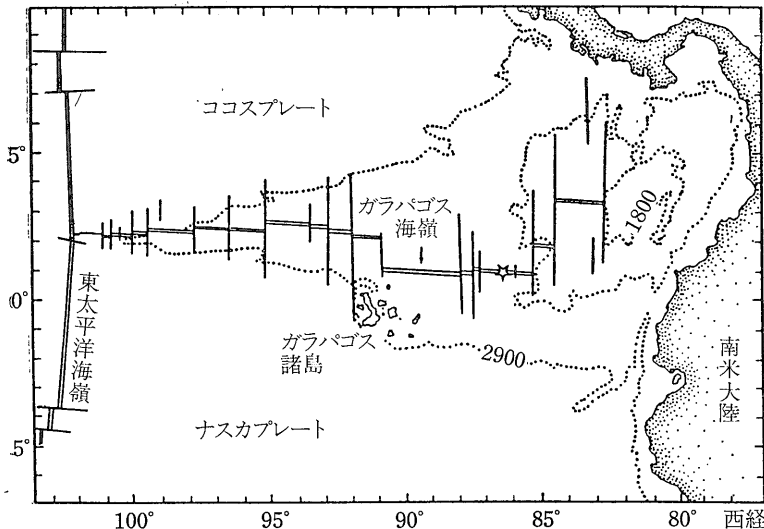 ココスプレート
ガラパゴス
海嶺
1800
東太平洋海嶺
ガラパゴス
諸島
2900
ナスカプレート
南米大陸
5°
0°
5°
100°
95°
90°
85°
80°
西経